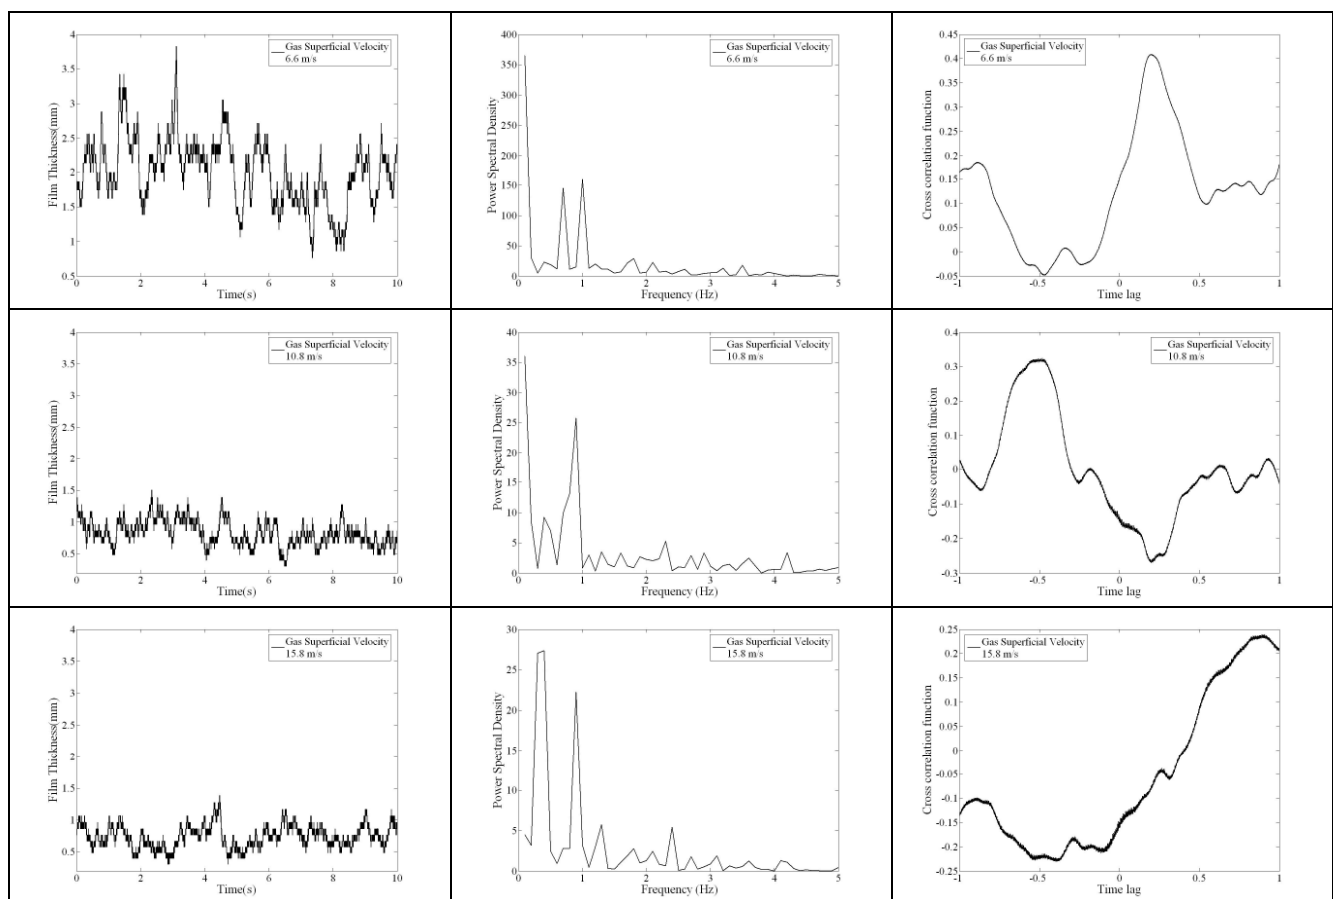 4
3.5
3
2.5
2
1.5
1
0.5
Film Thickness(mm)
0 2 4 6 8 10
Time(s)
Gas Superficial Velocity
6.6 m/s
400
350
300
250
200
150
100
50
0
Power Spectral Density
0 1 2 3 4 5
Frequency (Hz)
Gas Superficial Velocity
6.6 m/s
0.45
0.4
0.35
0.3
0.25
0.2
0.15
0.1
0.05
0
-0.05
Cross correlation function
-1 -0.5 0 0.5 1
Time lag
Gas Superficial Velocity
6.6 m/s
4
3.5
3
2.5
2
1.5
1
0.5
Film Thickness(mm)
0 2 4 6 8 10
Time(s)
Gas Superficial Velocity
10.8 m/s
40
35
30
25
20
15
10
5
0
Power Spectral Density
0 1 2 3 4 5
Frequency (Hz)
Gas Superficial Velocity
10.8 m/s
0.4
0.3
0.2
0.1
0
-0.1
-0.2
-0.3
Cross correlation function
-1 -0.5 0 0.5 1
Time lag
Gas Superficial Velocity
10.8 m/s
4
3.5
3
2.5
2
1.5
1
0.5
Film Thickness(mm)
0 2 4 6 8 10
Time(s)
Gas Superficial Velocity
15.8 m/s
30
25
20
15
10
5
0
Power Spectral Density
0 1 2 3 4 5
Frequency (Hz)
Gas Superficial Velocity
15.8 m/s
0.25
0.2
0.15
0.1
0.05
0
-0.05
-0.1
-0.15
-0.2
-0.25
Cross correlation function
-1 -0.5 0 0.5 1
Time lag
Gas Superficial Velocity
15.8 m/s